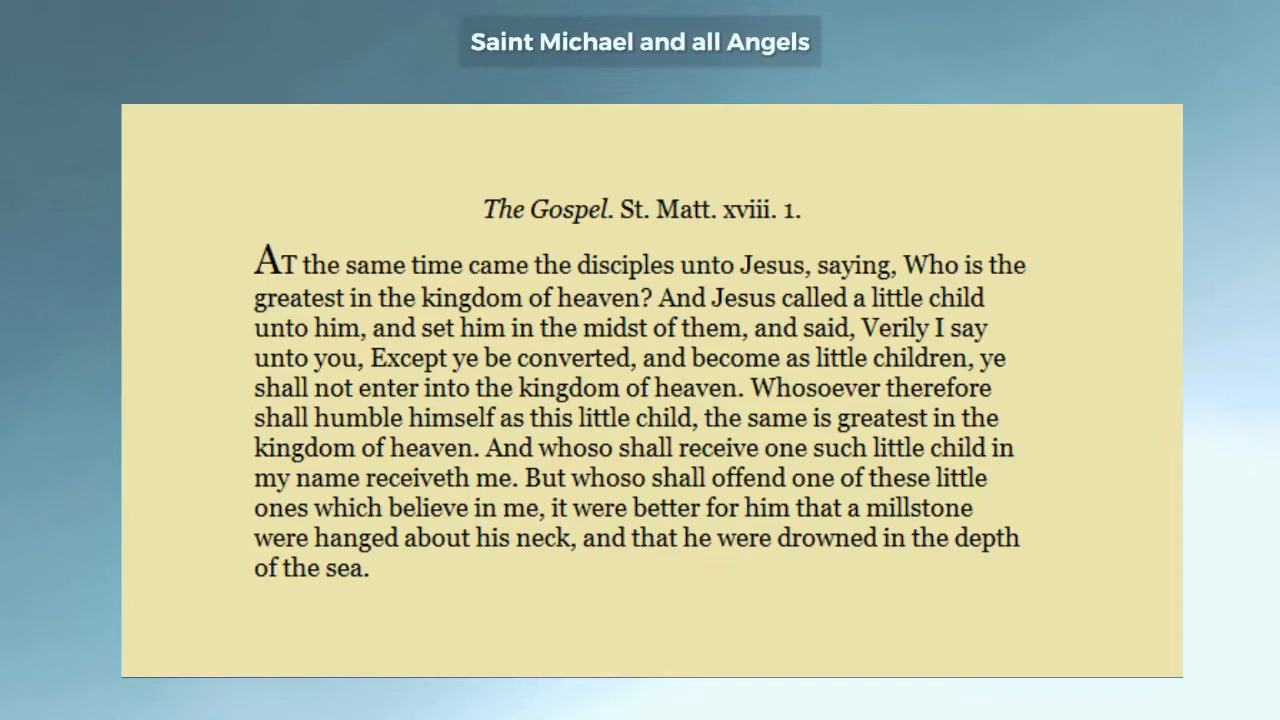 Saint Michael and all Angels
The Gospel. St. Matt. xviii. 1.
AT the same time came the disciples unto Jesus, saying, Who is the
greatest in the kingdom of heaven? And Jesus called a little child
unto him, and set him in the midst of them, and said, Verily I say
unto you, Except ye be converted, and become as little children, ye
shall not enter into the kingdom of heaven. Whosoever therefore
shall humble himself as this little child, the same is greatest in the
kingdom of heaven. And whoso shall receive one such little child in
my name receiveth me. But whoso shall offend one of these little
ones which believe in me, it were better for him that a millstone
were hanged about his neck, and that he were drowned in the depth
of the sea.